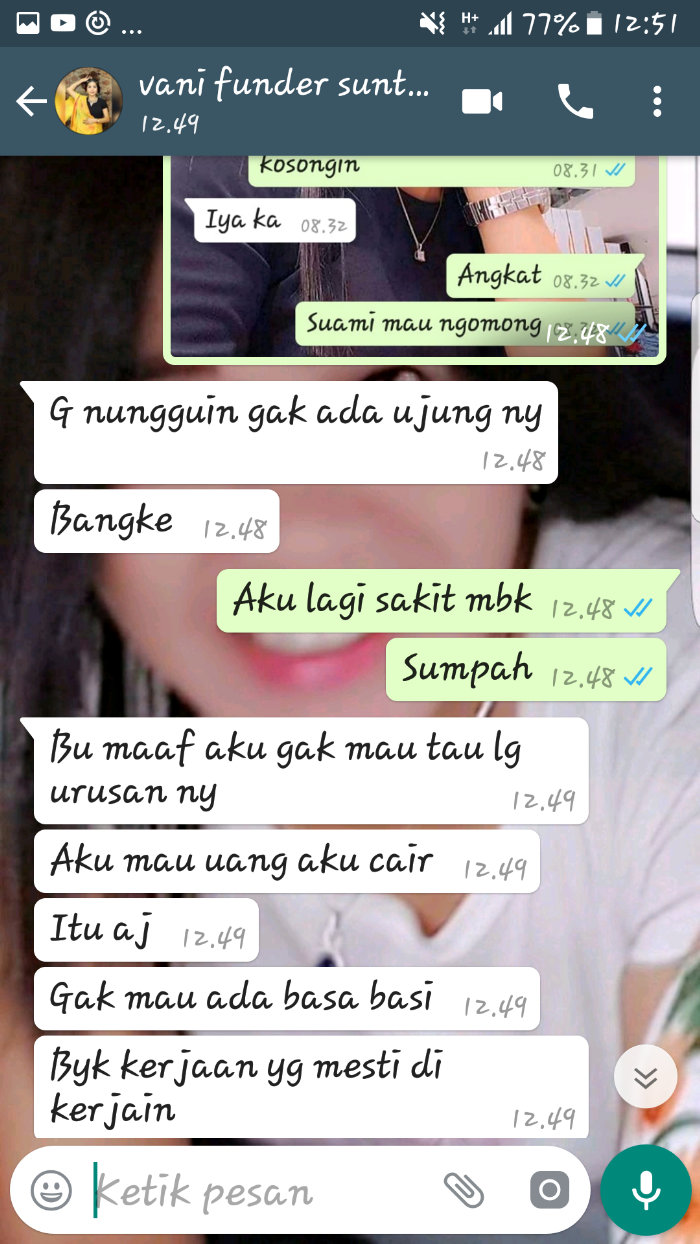 ... H+ 77% 12.51
vani funder sunt...
12.49
kosongin 08.31
Iya ka 08.32
Angkat 08.32
Suami mau ngomong 12.48
G nungguin gak ada ujung ny
12.48
Bangke 12.48
Aku lagi sakit mbk 12.48
Sumpah 12.48
Bu maaf aku gak mau tau lg
urusan ny 12.49
Aku mau uang aku cair 12.49
Itu aj 12.49
Gak mau ada basa basi 12.49
Byk kerjaan yg mesti di
kerjain 12.49
Ketik pesan